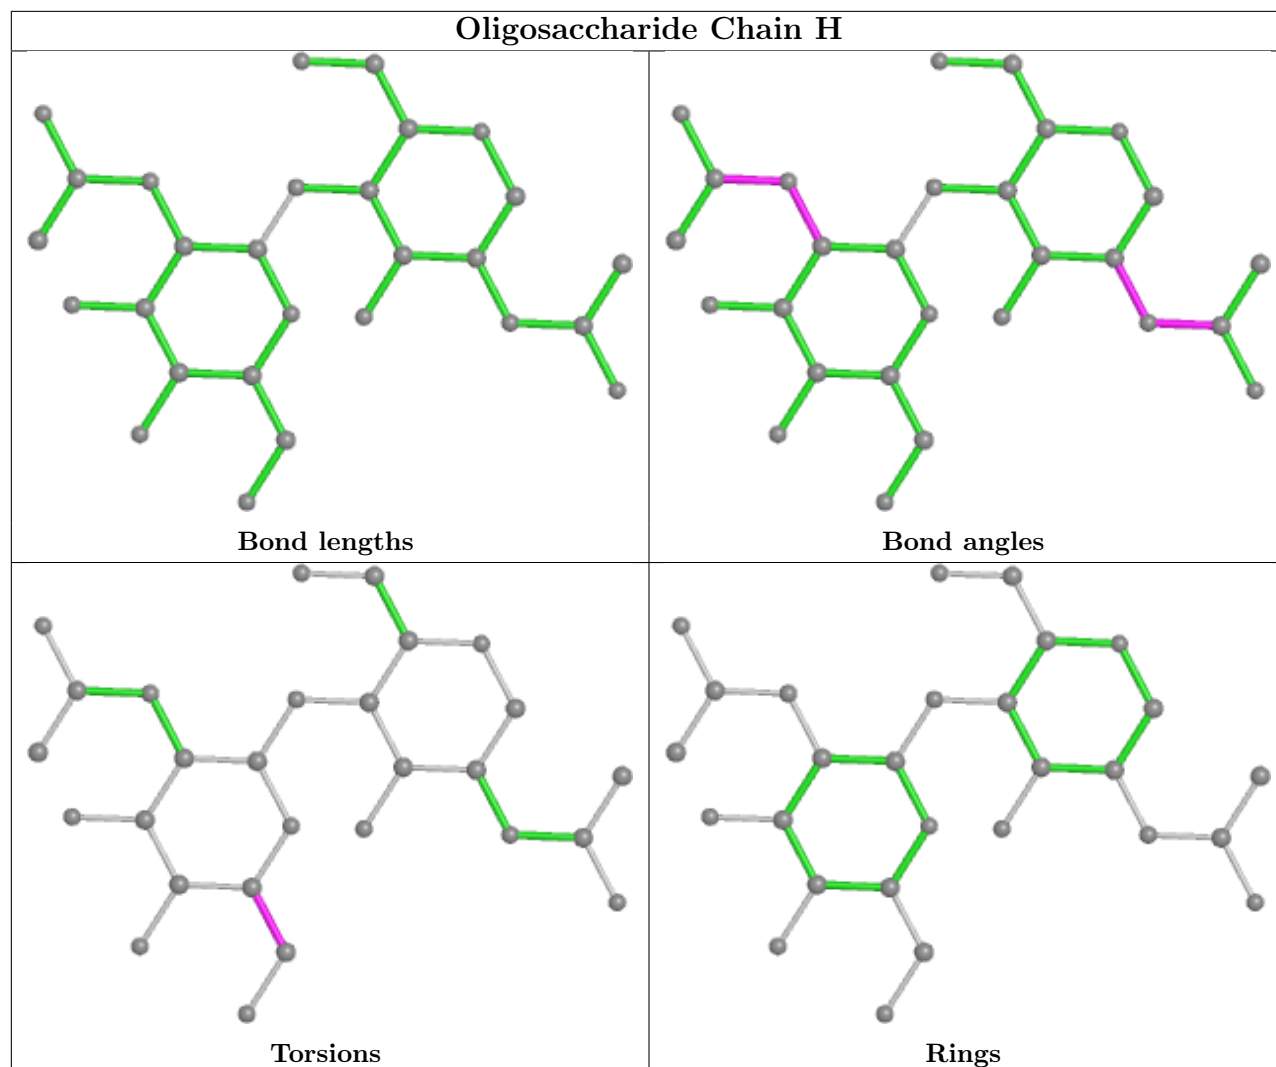 Oligosaccharide Chain H
Bond lengths
Bond angles
Torsions
Rings